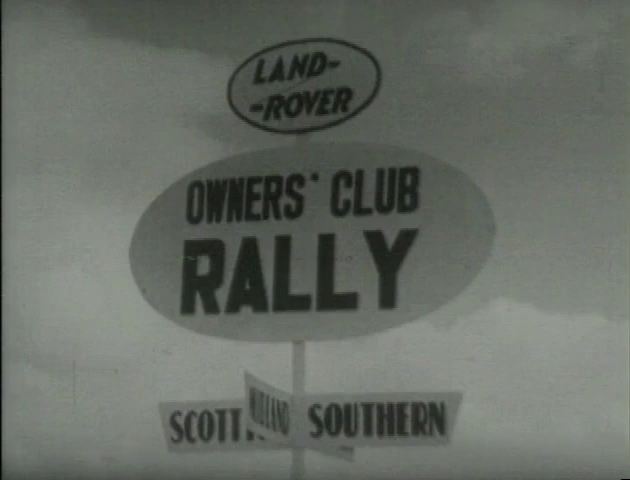 LAND-
-ROVER
OWNERS' CLUB
RALLY
MIDLAND
SOUTHERN